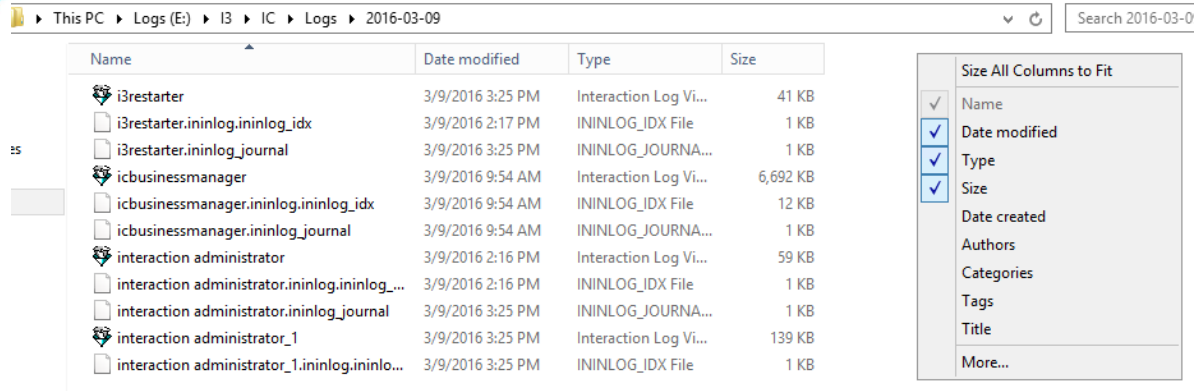 This PC ▸ Logs (E:) ▸ I3 ▸ IC ▸ Logs ▸ 2016-03-09
Search 2016-03-0
Name Date modified Type Size
i3restarter 3/9/2016 3:25 PM Interaction Log Vi... 41 KB
i3restarter.ininlog.ininlog_idx 3/9/2016 2:17 PM ININLOG_IDX File 1 KB
i3restarter.ininlog_journal 3/9/2016 3:25 PM ININLOG_JOURNA... 1 KB
icbusinessmanager 3/9/2016 9:54 AM Interaction Log Vi... 6,692 KB
icbusinessmanager.ininlog.ininlog_idx 3/9/2016 9:54 AM ININLOG_IDX File 12 KB
icbusinessmanager.ininlog_journal 3/9/2016 9:54 AM ININLOG_JOURNA... 1 KB
interaction administrator 3/9/2016 2:16 PM Interaction Log Vi... 59 KB
interaction administrator.ininlog.ininlog_... 3/9/2016 2:16 PM ININLOG_IDX File 1 KB
interaction administrator.ininlog_journal 3/9/2016 3:25 PM ININLOG_JOURNA... 1 KB
interaction administrator_1 3/9/2016 3:25 PM Interaction Log Vi... 139 KB
interaction administrator_1.ininlog.ininlo... 3/9/2016 3:25 PM ININLOG_IDX File 1 KB
es
Size All Columns to Fit
Name
Date modified
Type
Size
Date created
Authors
Categories
Tags
Title
More...